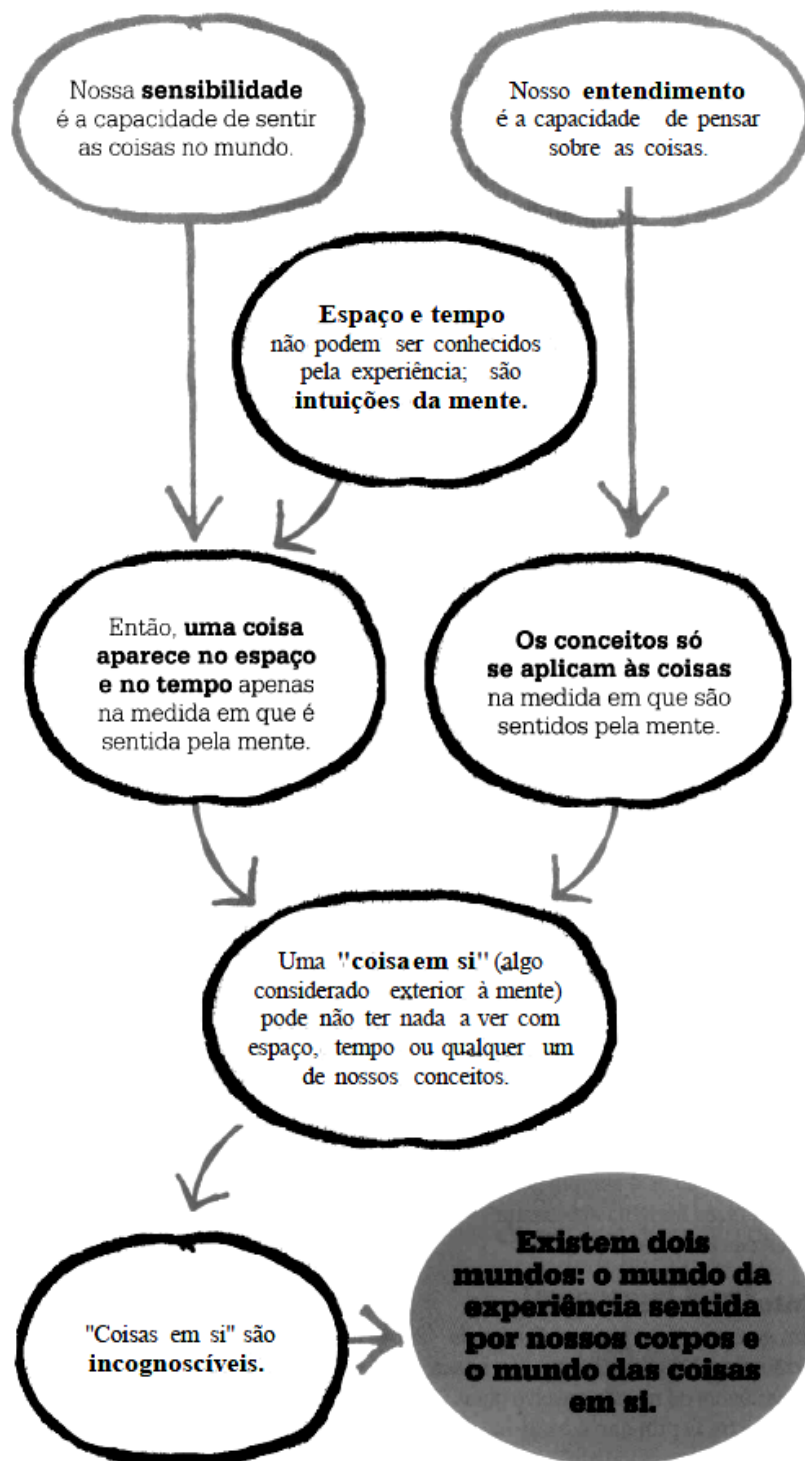 Nossa sensibilidade
é a capacidade de sentir
as coisas no mundo.
Nosso entendimento
é a capacidade de pensar
sobre as coisas.
Espaço e tempo
não podem ser conhecidos
pela experiência; são
intuições da mente.
Então, uma coisa
aparece no espaço
e no tempo apenas
na medida em que é
sentida pela mente.
Os conceitos só
se aplicam às coisas
na medida em que são
sentidos pela mente.
Uma "coisa em si" (algo
considerado exterior à mente)
pode não ter nada a ver com
espaço, tempo ou qualquer um
de nossos conceitos.
"Coisas em si" são
incognoscíveis.
Existem dois
mundos: o mundo da
experiência sentida
por nossos corpos e
o mundo das coisas
em si.